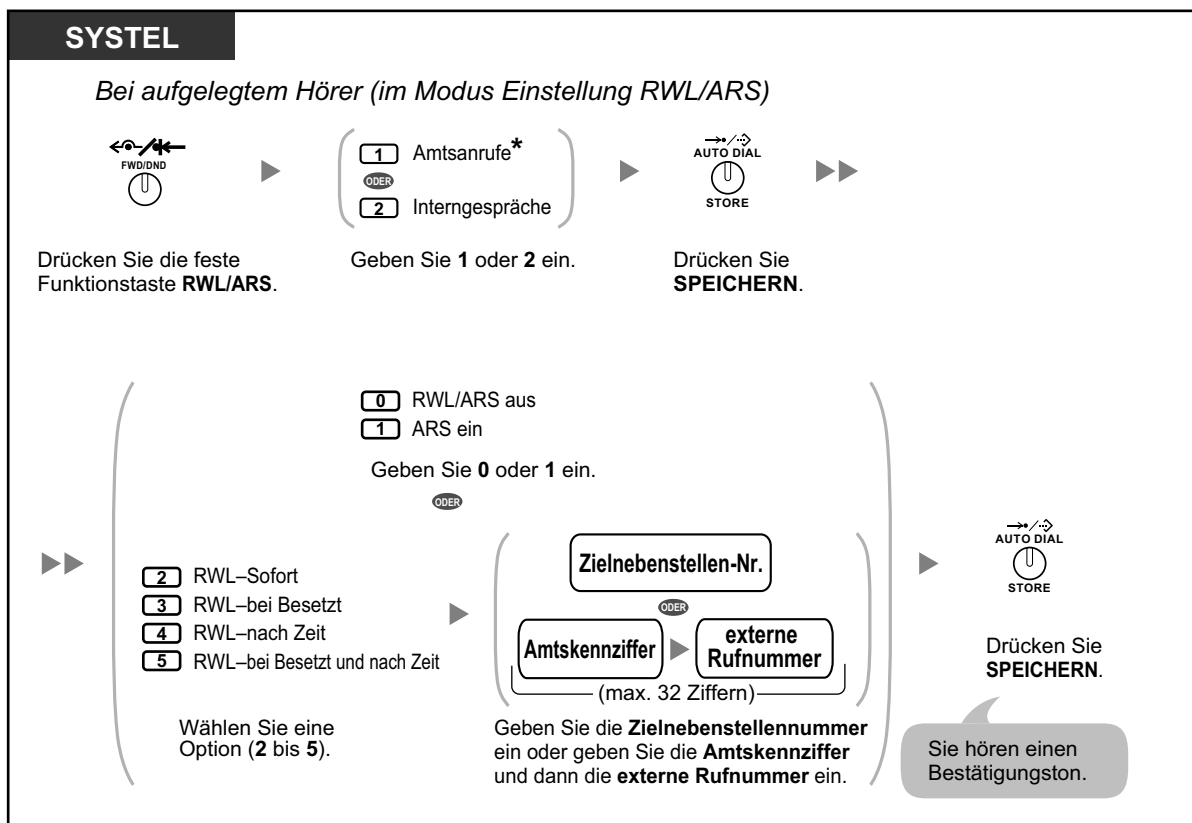 SYSTEL
Bei aufgelegtem Hörer (im Modus Einstellung RWL/ARS)
FWD/DND
1 Amtsanrufe*
ODER
2 Interngespräche
AUTO DIAL
STORE
Drücken Sie die feste
Funktionstaste RWL/ARS.
Geben Sie 1 oder 2 ein.
Drücken Sie
SPEICHERN.
0 RWL/ARS aus
1 ARS ein
Geben Sie 0 oder 1 ein.
ODER
2 RWL–Sofort
3 RWL–bei Besetzt
4 RWL–nach Zeit
5 RWL–bei Besetzt und nach Zeit
Wählen Sie eine
Option (2 bis 5).
Zielnebenstellen-Nr.
ODER
Amtskennziffer
externe
Rufnummer
(max. 32 Ziffern)
Geben Sie die Zielnebenstellennummer
ein oder geben Sie die Amtskennziffer
und dann die externe Rufnummer ein.
AUTO DIAL
STORE
Drücken Sie
SPEICHERN.
Sie hören einen
Bestätigungston.